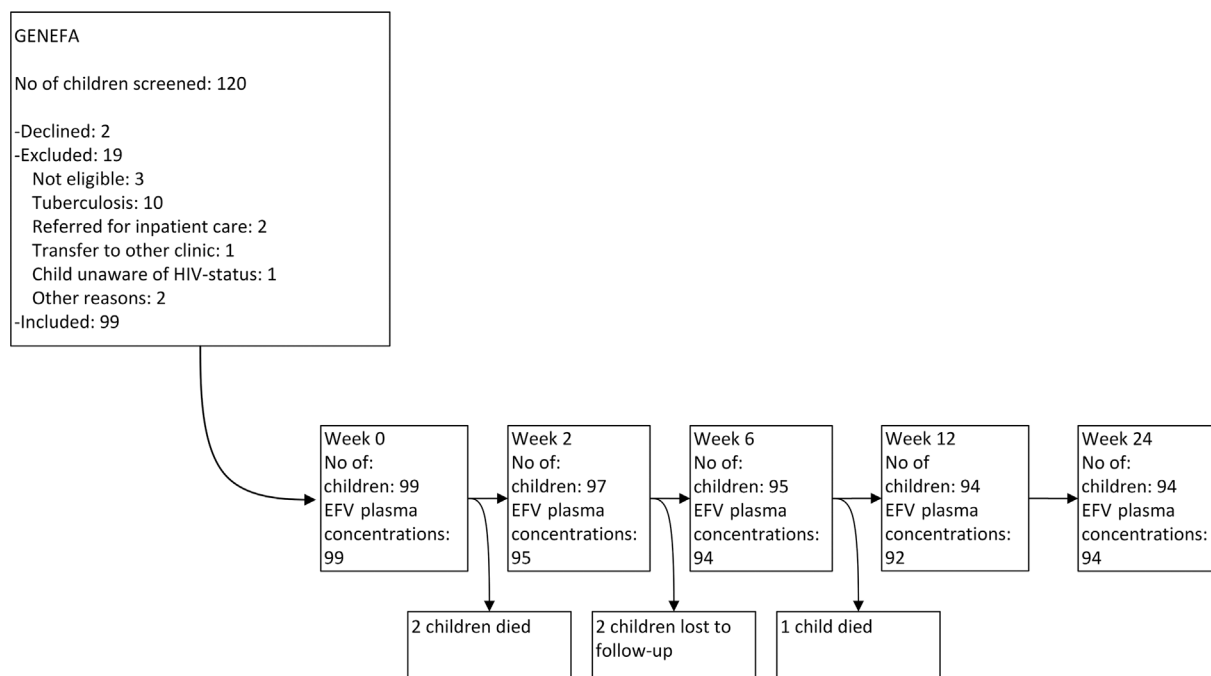 GENEFA
No of children screened: 120
-Declined: 2
-Excluded: 19
Not eligible: 3
Tuberculosis: 10
Referred for inpatient care: 2
Transfer to other clinic: 1
Child unaware of HIV-status: 1
Other reasons: 2
-Included: 99
Week 0
No of:
children: 99
EFV plasma
concentrations:
99
Week 2
No of:
children: 97
EFV plasma
concentrations:
95
Week 6
No of:
children: 95
EFV plasma
concentrations:
94
Week 12
No of
children: 94
EFV plasma
concentrations:
92
Week 24
No of:
children: 94
EFV plasma
concentrations:
94
2 children died
2 children lost to
follow-up
1 child died